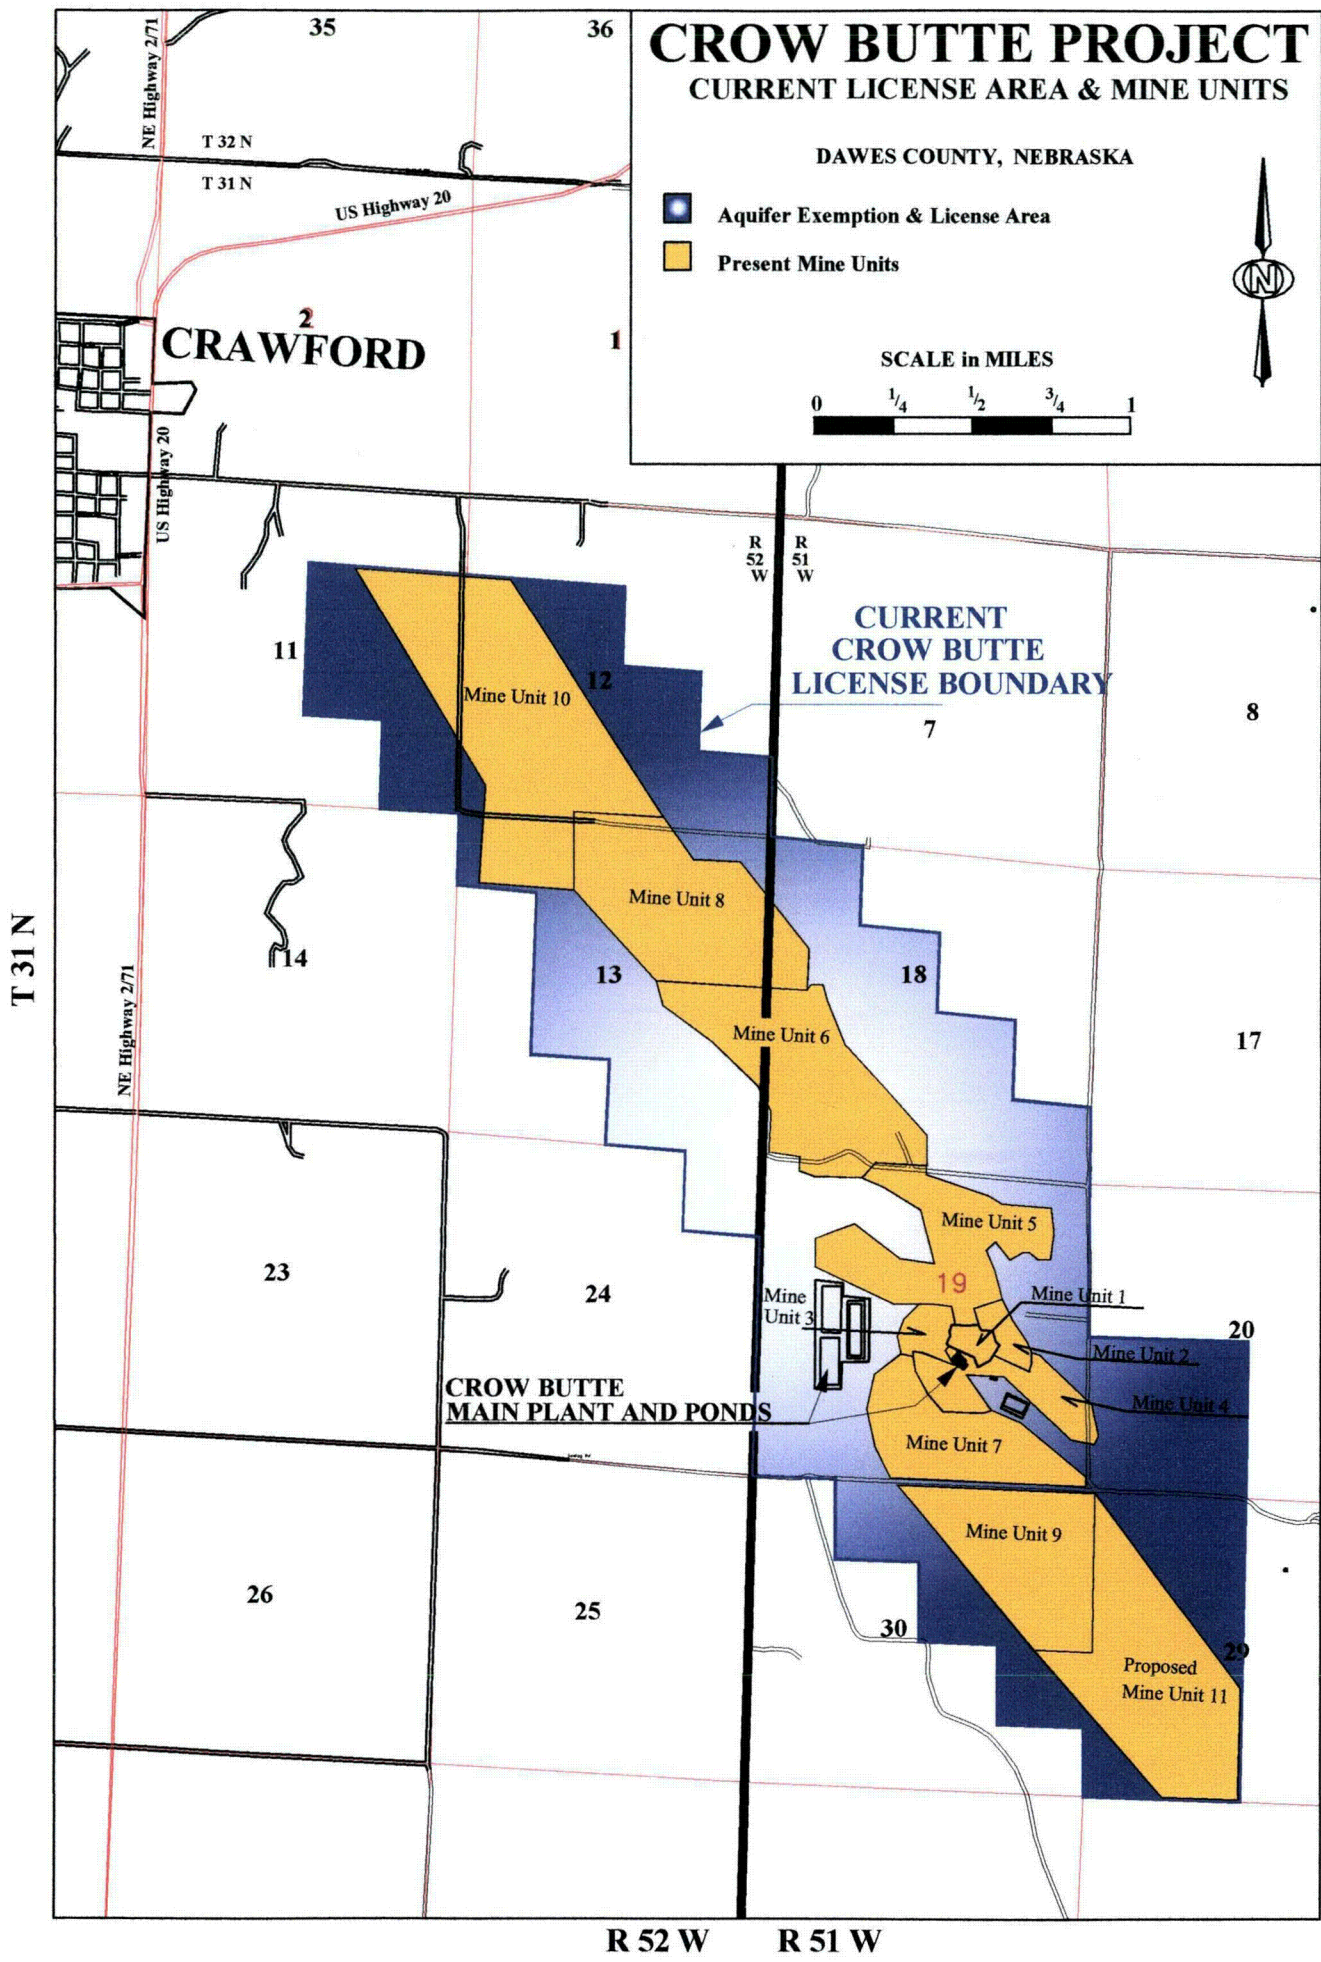 35
36
CROW BUTTE PROJECT
CURRENT LICENSE AREA & MINE UNITS
DAWES COUNTY, NEBRASKA
Aquifer Exemption & License Area
Present Mine Units
N
SCALE in MILES
0 1/4 1/2 3/4 1
NE Highway 2/71
T 32 N
T 31 N
US Highway 20
2
CRAWFORD
1
US Highway 20
R
52
W
R
51
W
CURRENT
CROW BUTTE
LICENSE BOUNDARY
11
12
Mine Unit 10
7
8
Mine Unit 8
T 31 N
14
13
18
17
NE Highway 2/71
Mine Unit 6
Mine Unit 5
23
24
19
Mine
Unit 3
Mine Unit 1
20
Mine Unit 2
CROW BUTTE
MAIN PLANT AND PONDS
Mine Unit 4
Mine Unit 7
Mine Unit 9
26
25
30
29
Proposed
Mine Unit 11
R 52 W
R 51 W